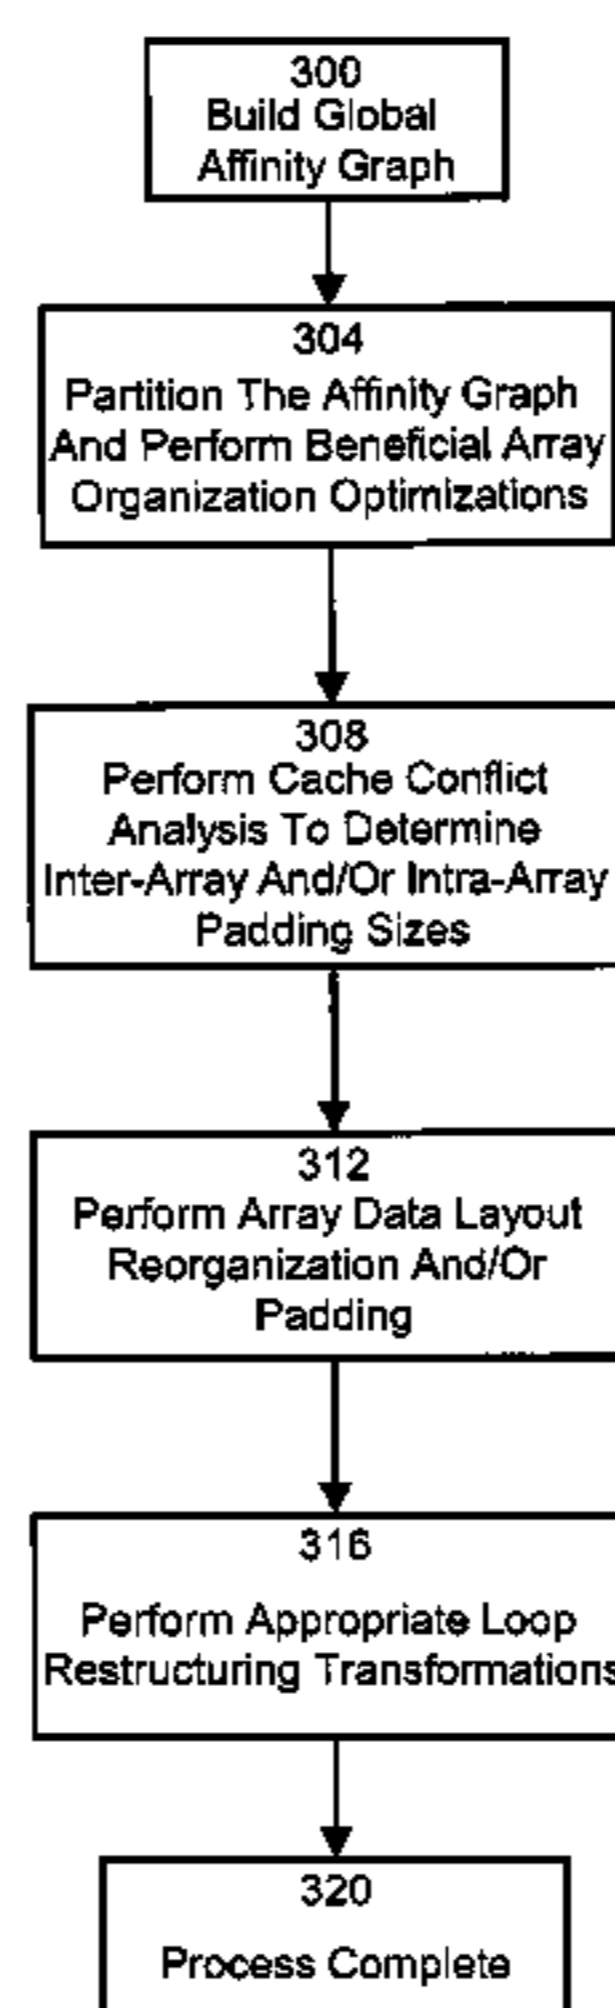 300
Build Global
Affinity Graph
304
Partition The Affinity Graph
And Perform Beneficial Array
Organization Optimizations
308
Perform Cache Conflict
Analysis To Determine
Inter-Array And/Or Intra-Array
Padding Sizes
312
Perform Array Data Layout
Reorganization And/Or
Padding
316
Perform Appropriate Loop
Restructuring Transformations
320
Process Complete